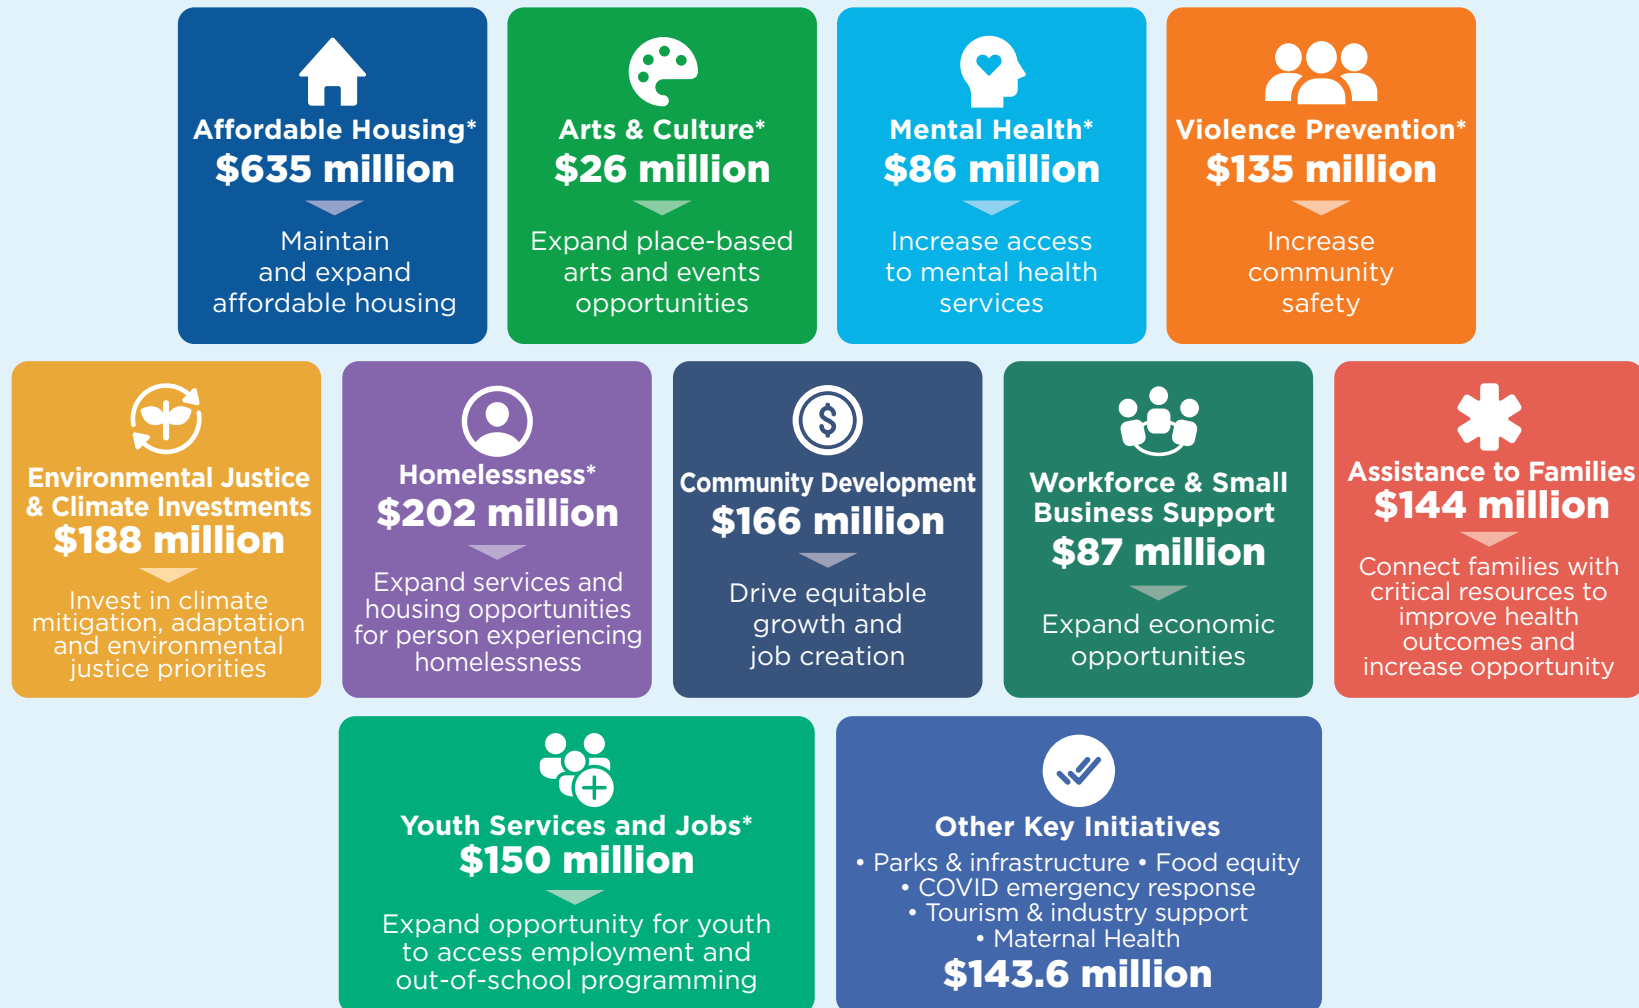 Affordable Housing*
$635 million
Maintain
and expand
affordable housing
Arts & Culture*
$26 million
Expand place-based
arts and events
opportunities
Mental Health*
$86 million
Increase access
to mental health
services
Violence Prevention*
$135 million
Increase
community
safety
Environmental Justice
& Climate Investments
$188 million
Invest in climate
mitigation, adaptation
and environmental
justice priorities
Homelessness*
$202 million
Expand services and
housing opportunities
for person experiencing
homelessness
$
Community Development
$166 million
Drive equitable
growth and
job creation
Workforce & Small
Business Support
$87 million
Expand economic
opportunities
Assistance to Families
$144 million
Connect families with
critical resources to
improve health
outcomes and
increase opportunity
Youth Services and Jobs*
$150 million
Expand opportunity for youth
to access employment and
out-of-school programming
Other Key Initiatives
• Parks & infrastructure • Food equity
• COVID emergency response
• Tourism & industry support
• Maternal Health
$143.6 million